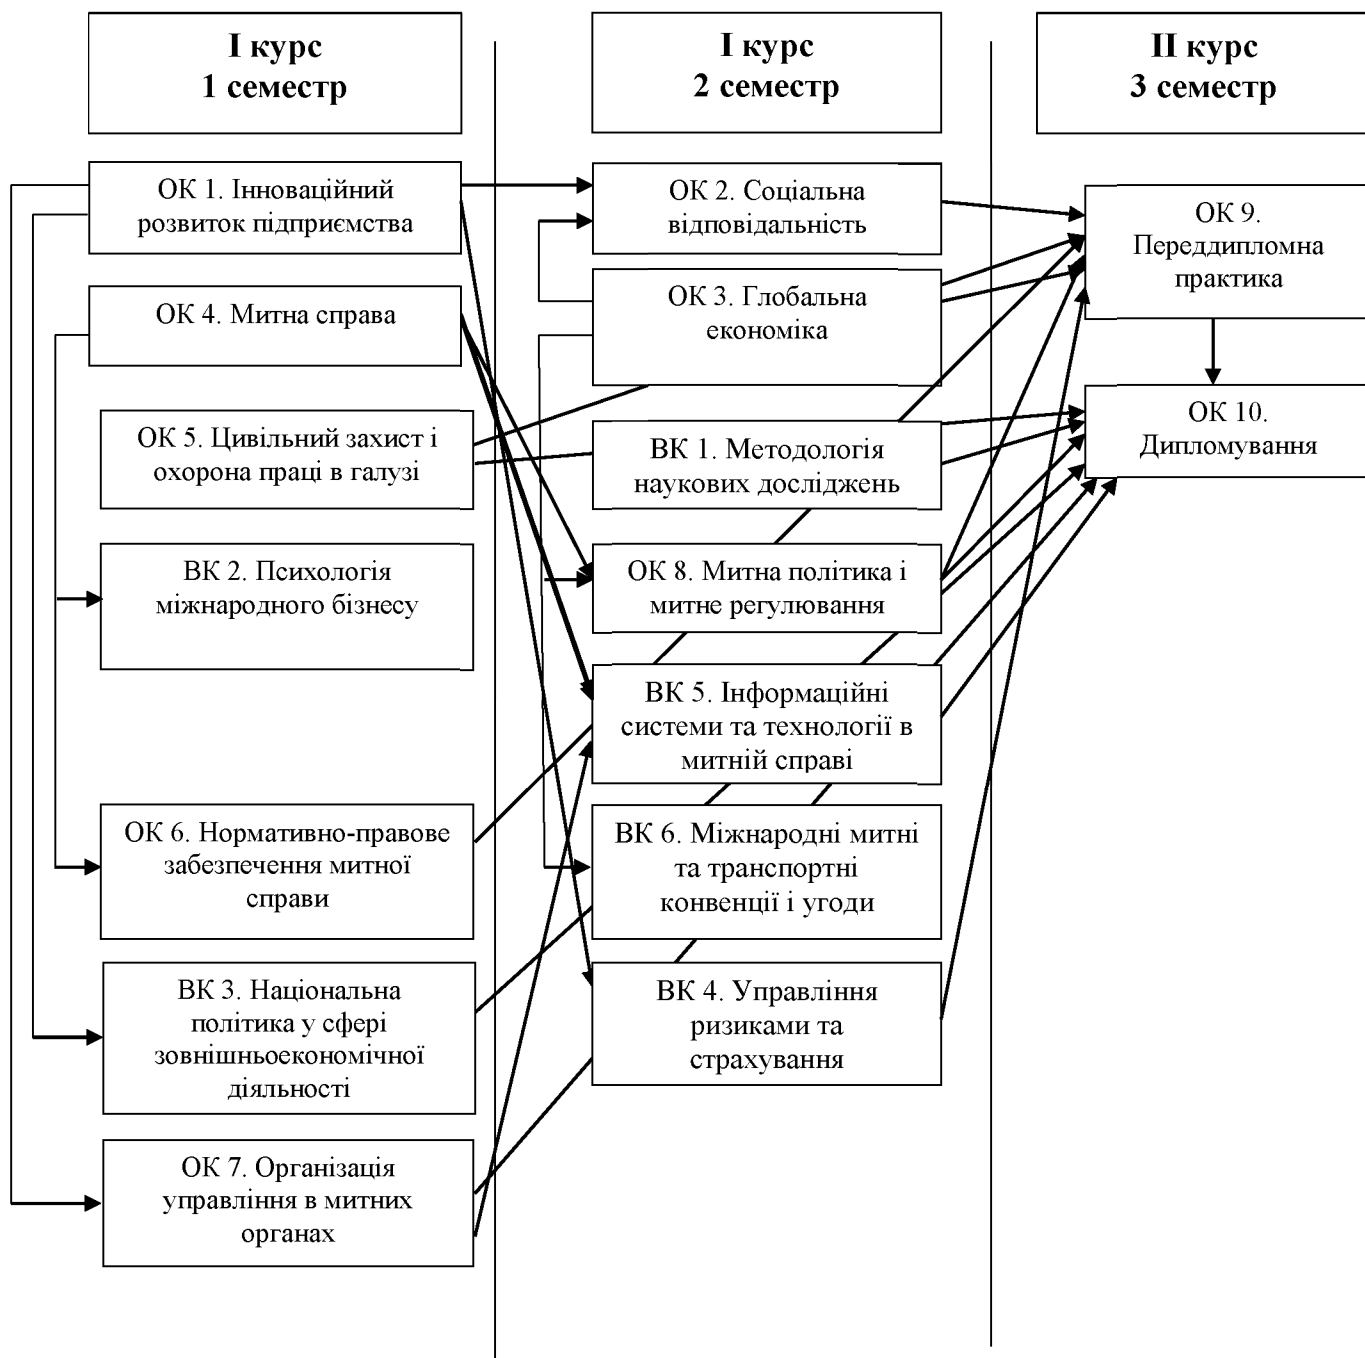 І курс
1 семестр
І курс
2 семестр
ІІ курс
3 семестр
ОК 1. Інноваційний
розвиток підприємства
ОК 4. Митна справа
ОК 5. Цивільний захист і
охорона праці в галузі
ВК 2. Психологія
міжнародного бізнесу
ОК 6. Нормативно-правове
забезпечення митної
справи
ВК 3. Національна
політика у сфері
зовнішньоекономічної
діяльності
ОК 7. Організація
управління в митних
органах
ОК 2. Соціальна
відповідальність
ОК 3. Глобальна
економіка
ВК 1. Методологія
наукових досліджень
ОК 8. Митна політика і
митне регулювання
ВК 5. Інформаційні
системи та технології в
митній справі
ВК 6. Міжнародні митні
та транспортні
конвенції і угоди
ВК 4. Управління
ризиками та
страхування
ОК 9.
Переддипломна
практика
ОК 10.
Дипломування